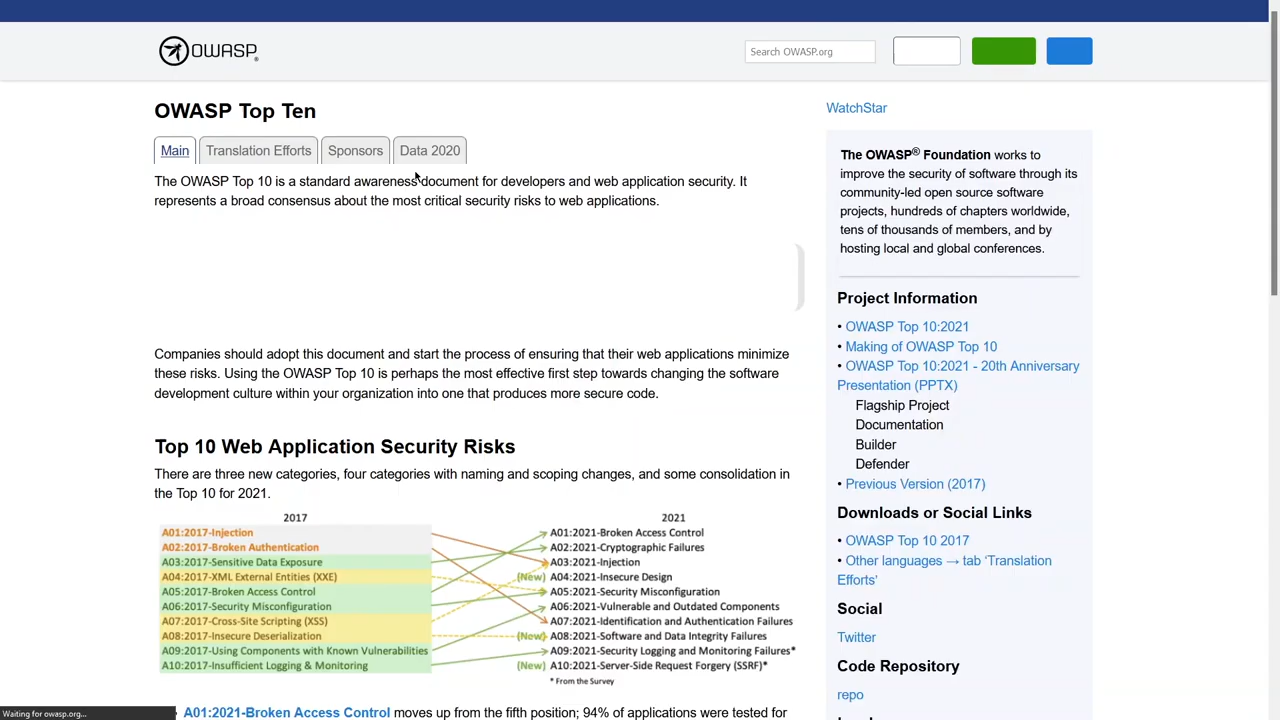 OWASP®
Search OWASP.org
OWASP Top Ten
Main
Translation Efforts
Sponsors
Data 2020
The OWASP Top 10 is a standard awareness document for developers and web application security. It
represents a broad consensus about the most critical security risks to web applications.
Companies should adopt this document and start the process of ensuring that their web applications minimize
these risks. Using the OWASP Top 10 is perhaps the most effective first step towards changing the software
development culture within your organization into one that produces more secure code.
Top 10 Web Application Security Risks
There are three new categories, four categories with naming and scoping changes, and some consolidation in
the Top 10 for 2021.
2017
A01:2017-Injection
A02:2017-Broken Authentication
A03:2017-Sensitive Data Exposure
A04:2017-XML External Entities (XXE)
A05:2017-Broken Access Control
A06:2017-Security Misconfiguration
A07:2017-Cross-Site Scripting (XSS)
A08:2017-Insecure Deserialization
A09:2017-Using Components with Known Vulnerabilities
A10:2017-Insufficient Logging & Monitoring
2021
A01:2021-Broken Access Control
A02:2021-Cryptographic Failures
A03:2021-Injection
(New) A04:2021-Insecure Design
A05:2021-Security Misconfiguration
A06:2021-Vulnerable and Outdated Components
A07:2021-Identification and Authentication Failures
(New) A08:2021-Software and Data Integrity Failures
A09:2021-Security Logging and Monitoring Failures*
(New) A10:2021-Server-Side Request Forgery (SSRF)*
* From the Survey
A01:2021-Broken Access Control moves up from the fifth position; 94% of applications were tested for
WatchStar
The OWASP® Foundation works to
improve the security of software through its
community-led open source software
projects, hundreds of chapters worldwide,
tens of thousands of members, and by
hosting local and global conferences.
Project Information
• OWASP Top 10:2021
• Making of OWASP Top 10
• OWASP Top 10:2021 - 20th Anniversary
Presentation (PPTX)
Flagship Project
Documentation
Builder
Defender
• Previous Version (2017)
Downloads or Social Links
• OWASP Top 10 2017
• Other languages → tab ‘Translation
Efforts’
Social
Twitter
Code Repository
repo
Waiting for owasp.org...